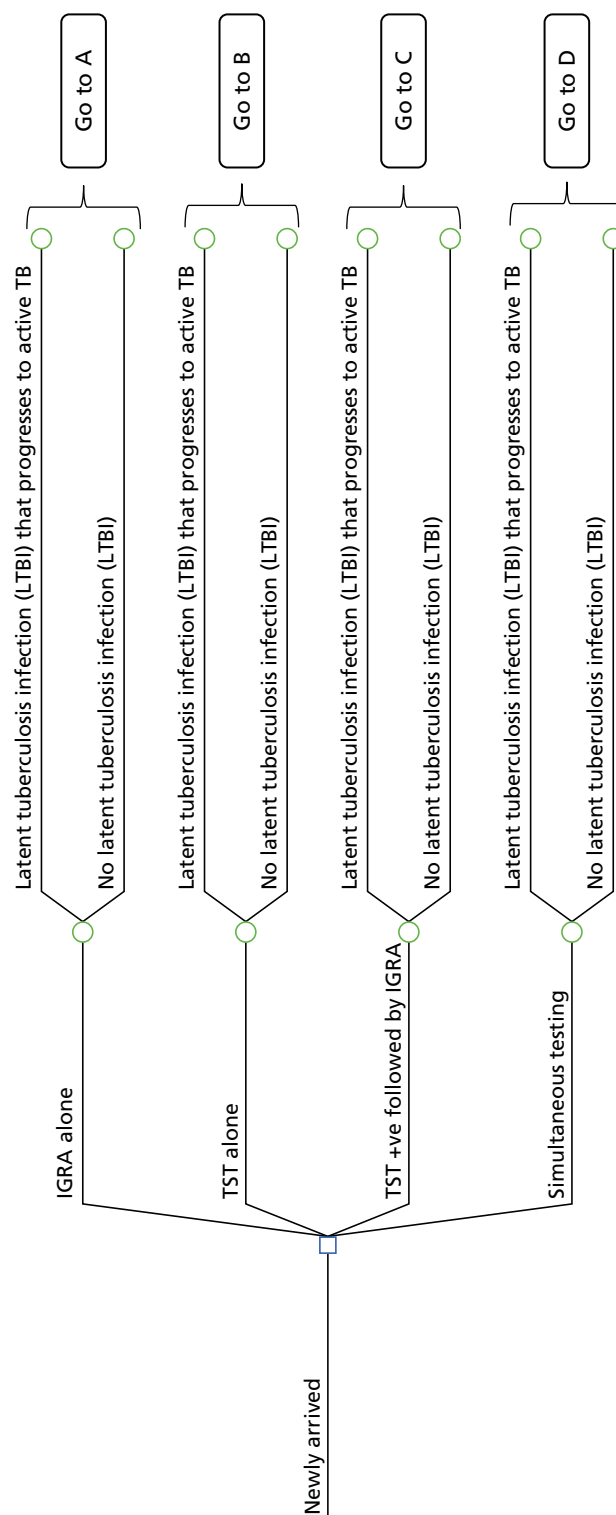 Newly arrived
IGRA alone
Latent tuberculosis infection (LTBI) that progresses to active TB
No latent tuberculosis infection (LTBI)
Go to A
TST alone
Latent tuberculosis infection (LTBI) that progresses to active TB
No latent tuberculosis infection (LTBI)
Go to B
TST +ve followed by IGRA
Latent tuberculosis infection (LTBI) that progresses to active TB
No latent tuberculosis infection (LTBI)
Go to C
Simultaneous testing
Latent tuberculosis infection (LTBI) that progresses to active TB
No latent tuberculosis infection (LTBI)
Go to D